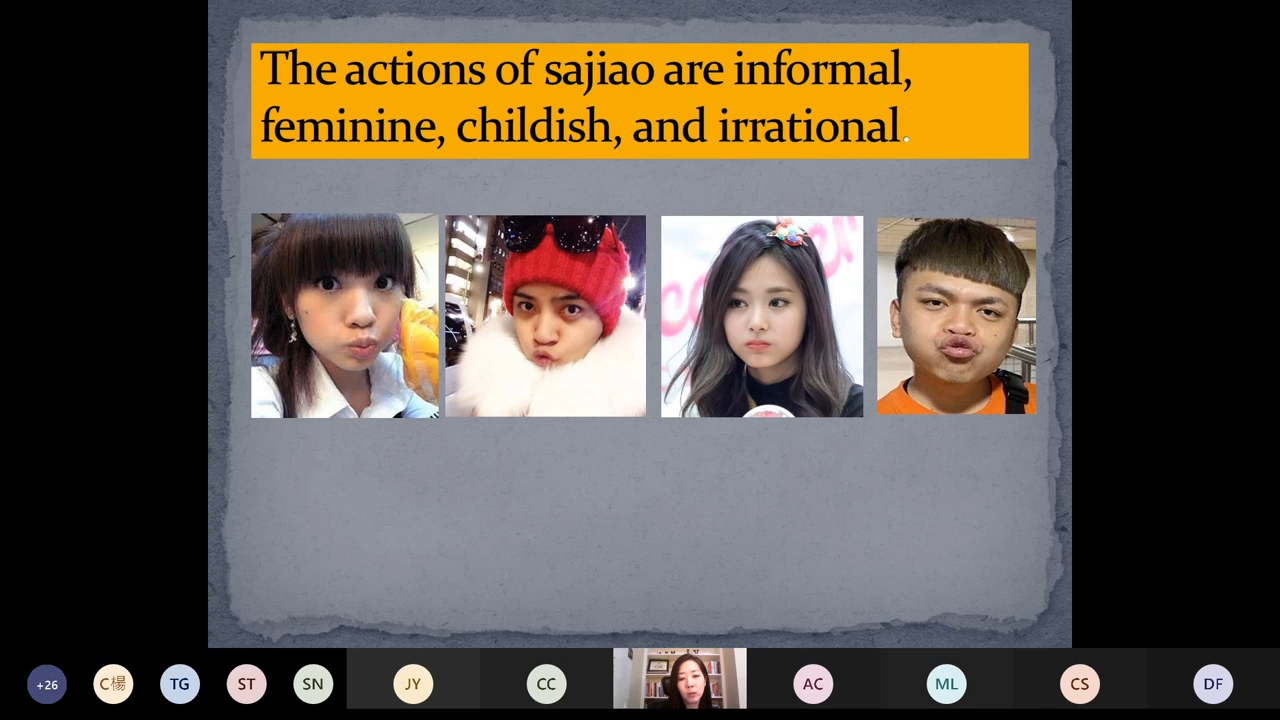 The actions of sajiao are informal,
feminine, childish, and irrational.
+26
C楊
TG
ST
SN
JY
CC
AC
ML
CS
DF